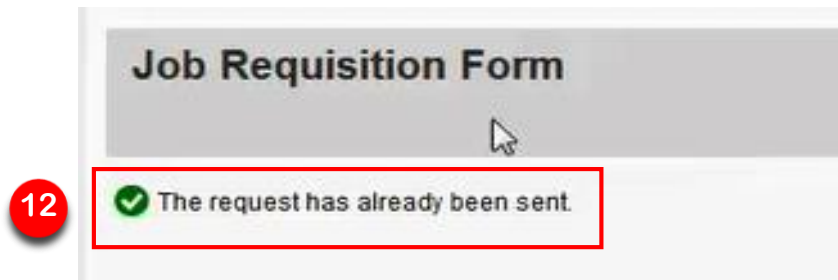 Job Requisition Form
12
The request has already been sent.